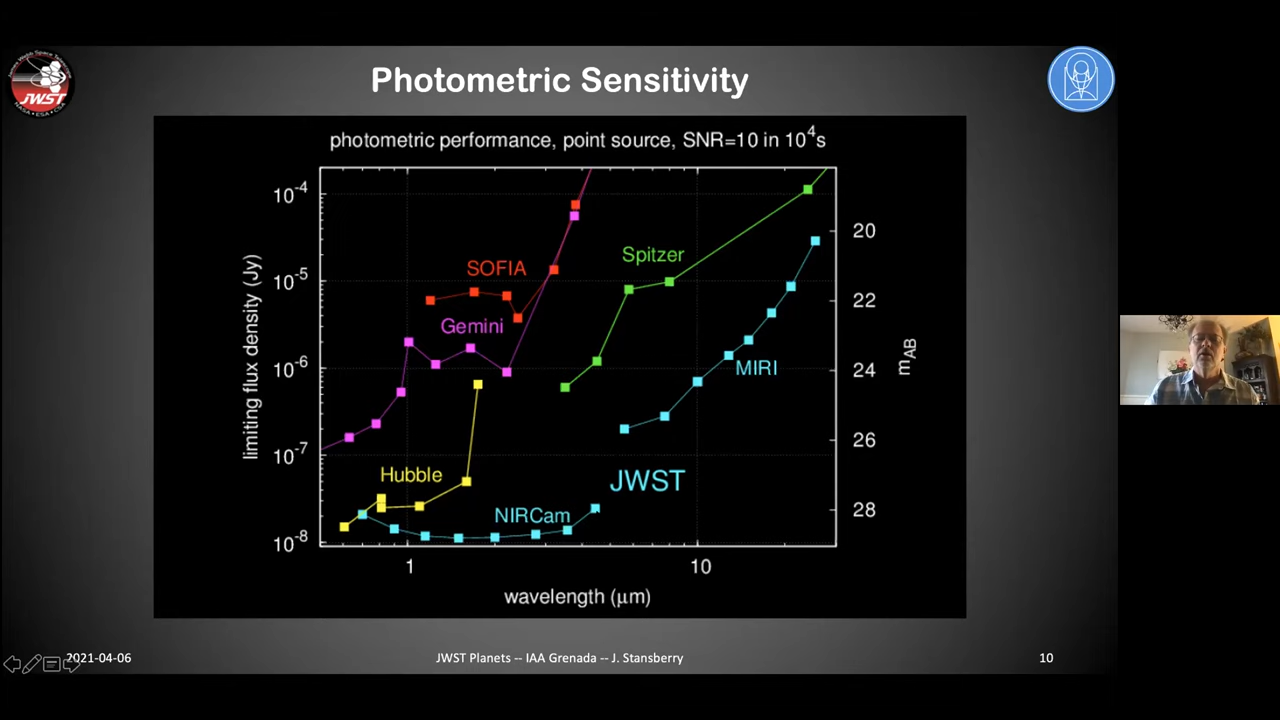 JWST
Photometric Sensitivity
photometric performance, point source, SNR=10 in 10⁴s
10⁻⁴
10⁻⁵
10⁻⁶
10⁻⁷
10⁻⁸
limiting flux density (Jy)
SOFIA
Gemini
Hubble
Spitzer
MIRI
JWST
NIRCam
20
22
24
26
28
mAB
1
10
wavelength (μm)
2021-04-06
JWST Planets -- IAA Grenada -- J. Stansberry
10